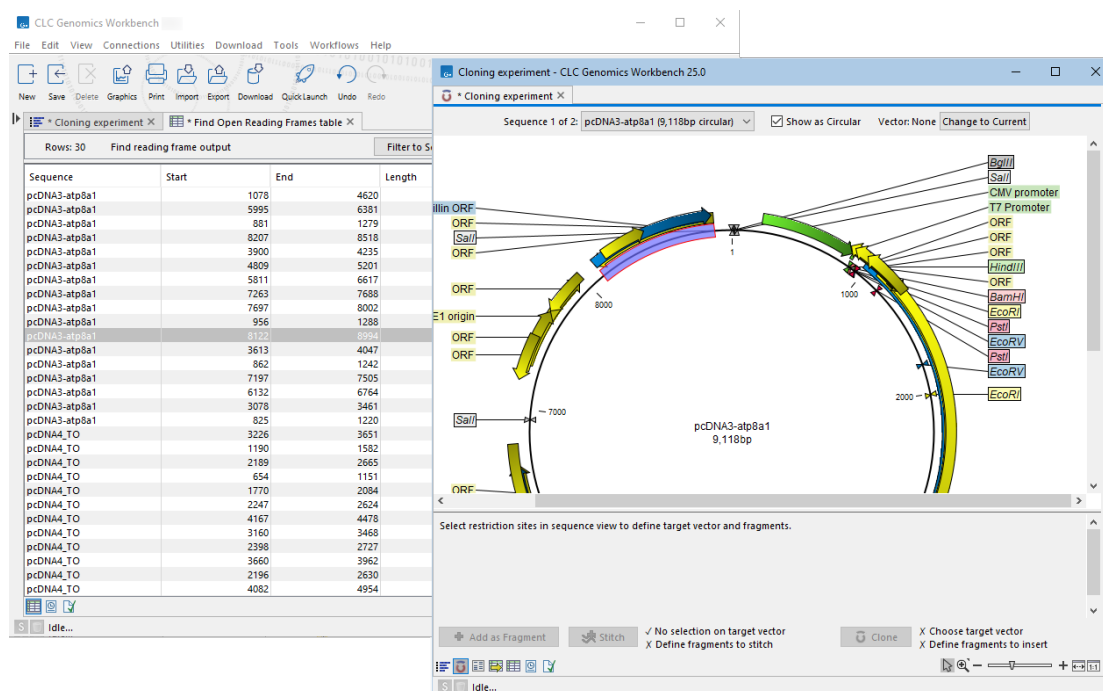 CLC Genomics Workbench
File Edit View Connections Utilities Download Tools Workflows Help
New Save Delete Graphics Print Import Export Download QuickLaunch Undo Redo
* Cloning experiment * Find Open Reading Frames table
Rows: 30 Find reading frame output Filter to S
Sequence Start End Length
pcDNA3-atp8a1 1078 4620
pcDNA3-atp8a1 5995 6381
pcDNA3-atp8a1 881 1279
pcDNA3-atp8a1 8207 8518
pcDNA3-atp8a1 3900 4235
pcDNA3-atp8a1 4809 5201
pcDNA3-atp8a1 5811 6617
pcDNA3-atp8a1 7263 7688
pcDNA3-atp8a1 7697 8002
pcDNA3-atp8a1 956 1288
pcDNA3-atp8a1 8122 8994
pcDNA3-atp8a1 3613 4047
pcDNA3-atp8a1 862 1242
pcDNA3-atp8a1 7197 7505
pcDNA3-atp8a1 6132 6764
pcDNA3-atp8a1 3078 3461
pcDNA3-atp8a1 825 1220
pcDNA4_TO 3226 3651
pcDNA4_TO 1190 1582
pcDNA4_TO 2189 2665
pcDNA4_TO 654 1151
pcDNA4_TO 1770 2084
pcDNA4_TO 2247 2624
pcDNA4_TO 4167 4478
pcDNA4_TO 3160 3468
pcDNA4_TO 2398 2727
pcDNA4_TO 3660 3962
pcDNA4_TO 2196 2630
pcDNA4_TO 4082 4954
Idle...
Cloning experiment - CLC Genomics Workbench 25.0
* Cloning experiment
Sequence 1 of 2: pcDNA3-atp8a1 (9,118bp circular) Show as Circular Vector: None Change to Current
BglII
SalI
CMV promoter
T7 Promoter
ORF
ORF
ORF
HindIII
ORF
BamHI
EcoRI
PstI
EcoRV
PstI
EcoRV
EcoRI
illin ORF
ORF
SalI
ORF
ORF
E1 origin
ORF
ORF
SalI
ORF
1
1000
2000
7000
8000
pcDNA3-atp8a1
9,118bp
Select restriction sites in sequence view to define target vector and fragments.
Add as Fragment Stitch √ No selection on target vector Clone X Choose target vector
X Define fragments to stitch X Define fragments to insert
1:1
S Idle...